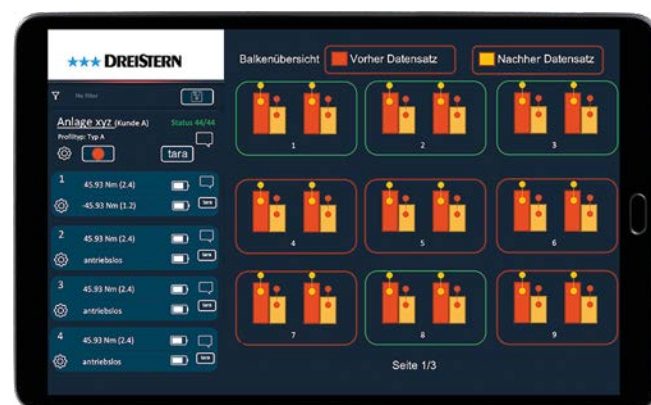 DREISTERN
No filter
Anlage xyz (Kunde A) Status 44/44
Profiltyp: Typ A
tara
1
45.93 Nm (2.4)
-45.93 Nm (1.2) tara
2
45.93 Nm (2.4)
antriebslos tara
3
45.93 Nm (2.4)
antriebslos tara
4
45.93 Nm (2.4)
antriebslos tara
Balkenübersicht Vorher Datensatz Nachher Datensatz
1 2 3
4 5 6
7 8 9
Seite 1/3